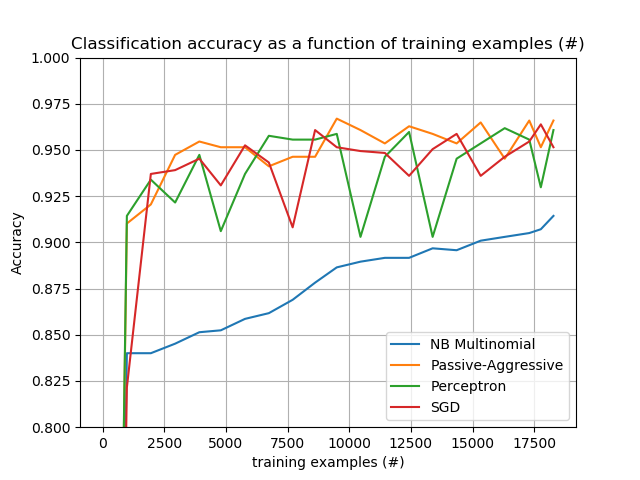 Classification accuracy as a function of training examples (#)
1.000
0.975
0.950
0.925
0.900
0.875
0.850
0.825
0.800
Accuracy
NB Multinomial
Passive-Aggressive
Perceptron
SGD
0 2500 5000 7500 10000 12500 15000 17500
training examples (#)